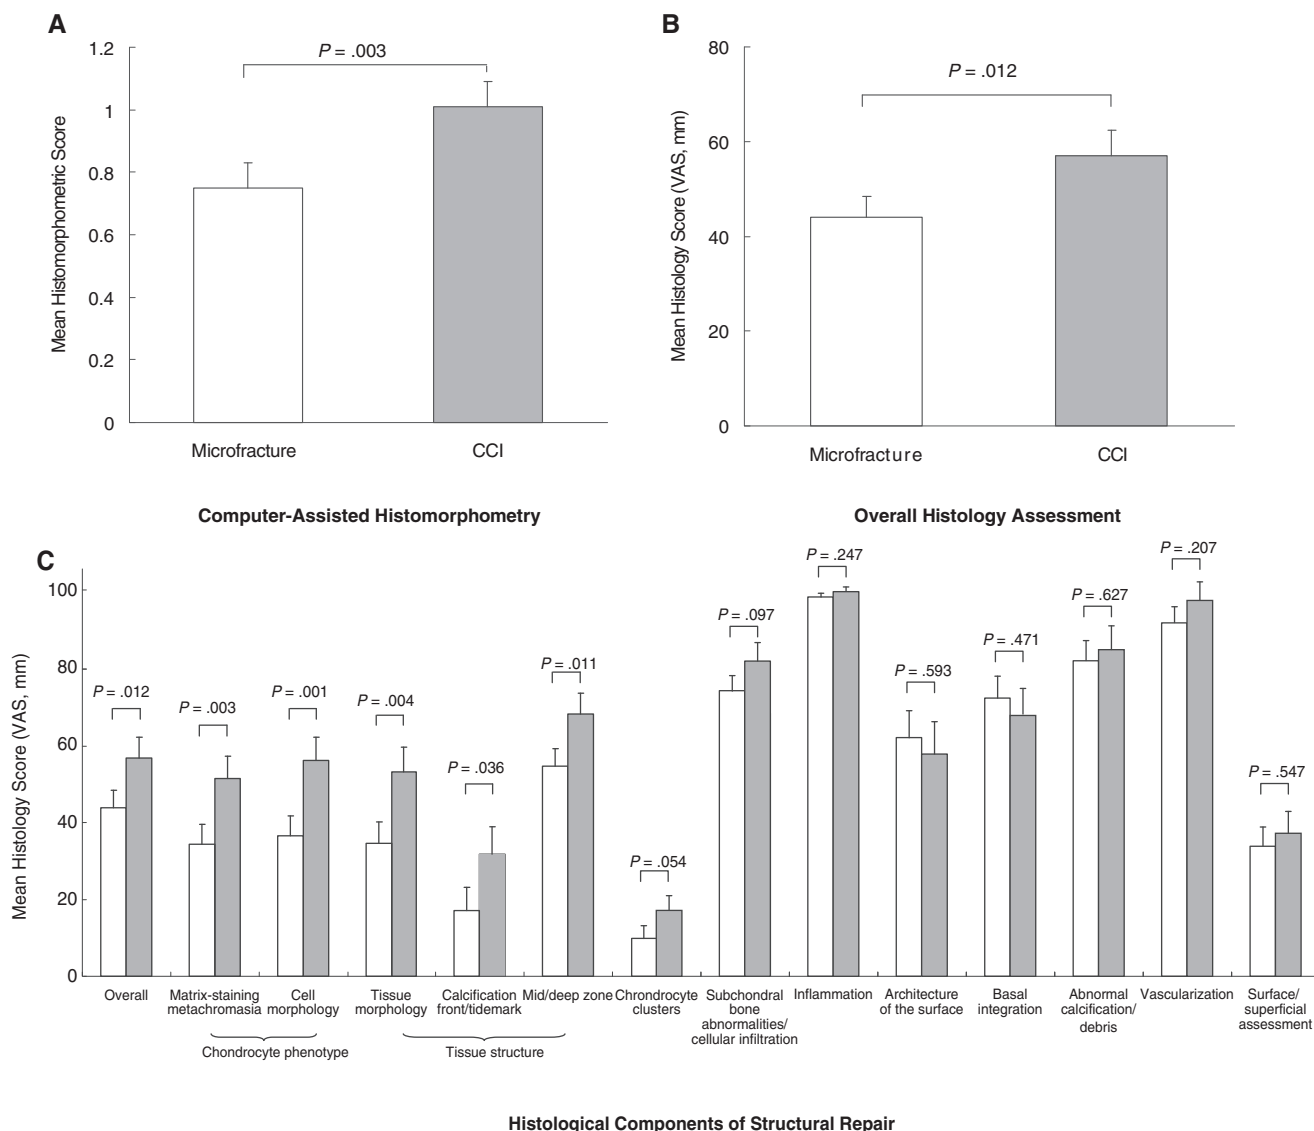 A
1.2
1
0.8
0.6
0.4
0.2
0
Mean Histomorphometric Score
P = .003
Microfracture
CCI
Computer-Assisted Histomorphometry
B
80
60
40
20
0
Mean Histology Score (VAS, mm)
P = .012
Microfracture
CCI
Overall Histology Assessment
C
100
80
60
40
20
0
Mean Histology Score (VAS, mm)
P = .012
P = .003
P = .001
P = .004
P = .036
P = .011
P = .054
P = .097
P = .247
P = .593
P = .471
P = .627
P = .207
P = .547
Overall
Matrix-staining
metachromasia
Cell
morphology
Tissue
morphology
Calcification
front/tidemark
Mid/deep zone
Chrondrocyte
clusters
Subchondral
bone
abnormalities/
cellular infiltration
Inflammation
Architecture
of the surface
Basal
integration
Abnormal
calcification/
debris
Vascularization
Surface/
superficial
assessment
Chondrocyte phenotype
Tissue structure
Histological Components of Structural Repair